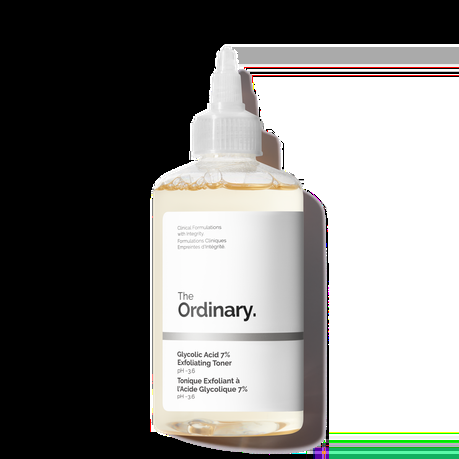 Clinical Formulations
with Integrity
Formulations Cliniques
Empreintes d'Intégrité
The
Ordinary.
Glycolic Acid 7%
Exfoliating Toner
pH ~3.6
Tonique Exfoliant à
l'Acide Glycolique 7%
pH ~3.6